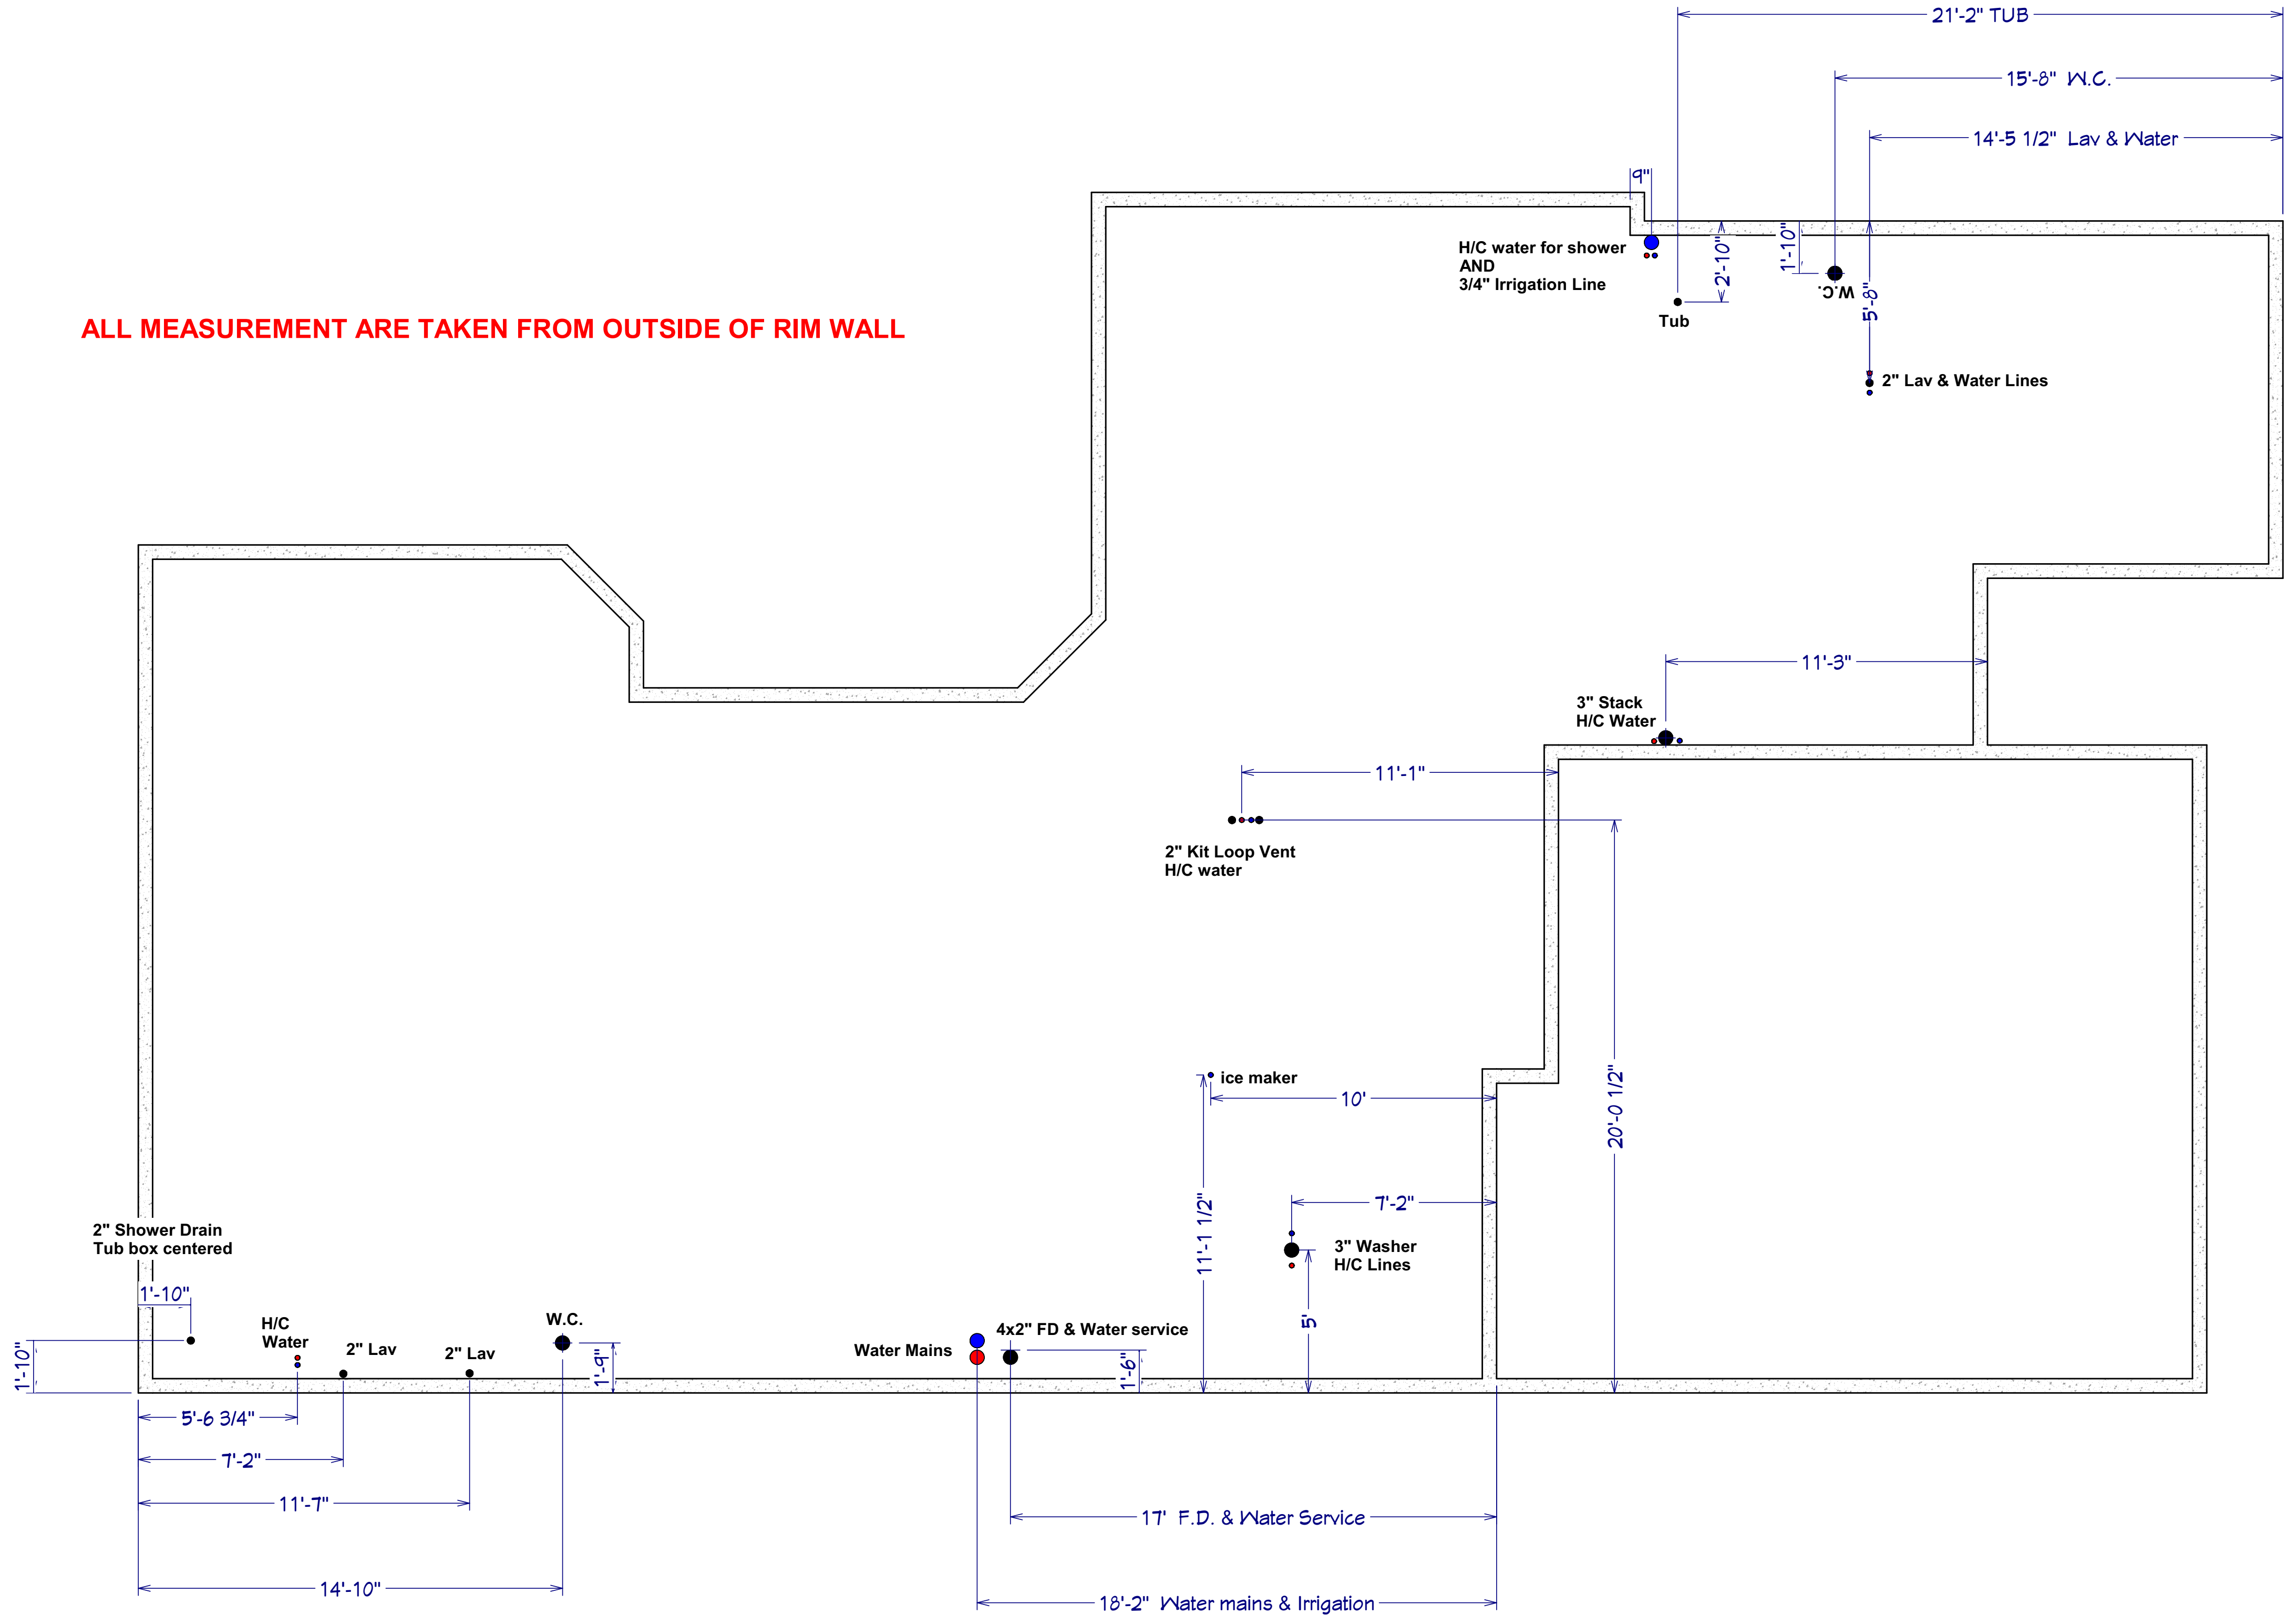 21'-2" TUB
15'-8" W.C.
14'-5 1/2" Lav & Water
9"
H/C water for shower
AND
3/4" Irrigation Line
2'-10"
1'-10"
W.C.
5'-8"
Tub
ALL MEASUREMENT ARE TAKEN FROM OUTSIDE OF RIM WALL
2" Lav & Water Lines
11'-3"
3" Stack
H/C Water
11'-1"
2" Kit Loop Vent
H/C water
ice maker
10'
20'-0 1/2"
11'-1 1/2"
7'-2"
2" Shower Drain
Tub box centered
3" Washer
H/C Lines
1'-10"
1'-10"
H/C
Water
2" Lav
2" Lav
W.C.
1'-9"
Water Mains
4x2" FD & Water service
1'-6"
5'
5'-6 3/4"
7'-2"
11'-7"
17' F.D. & Water Service
14'-10"
18'-2" Water mains & Irrigation